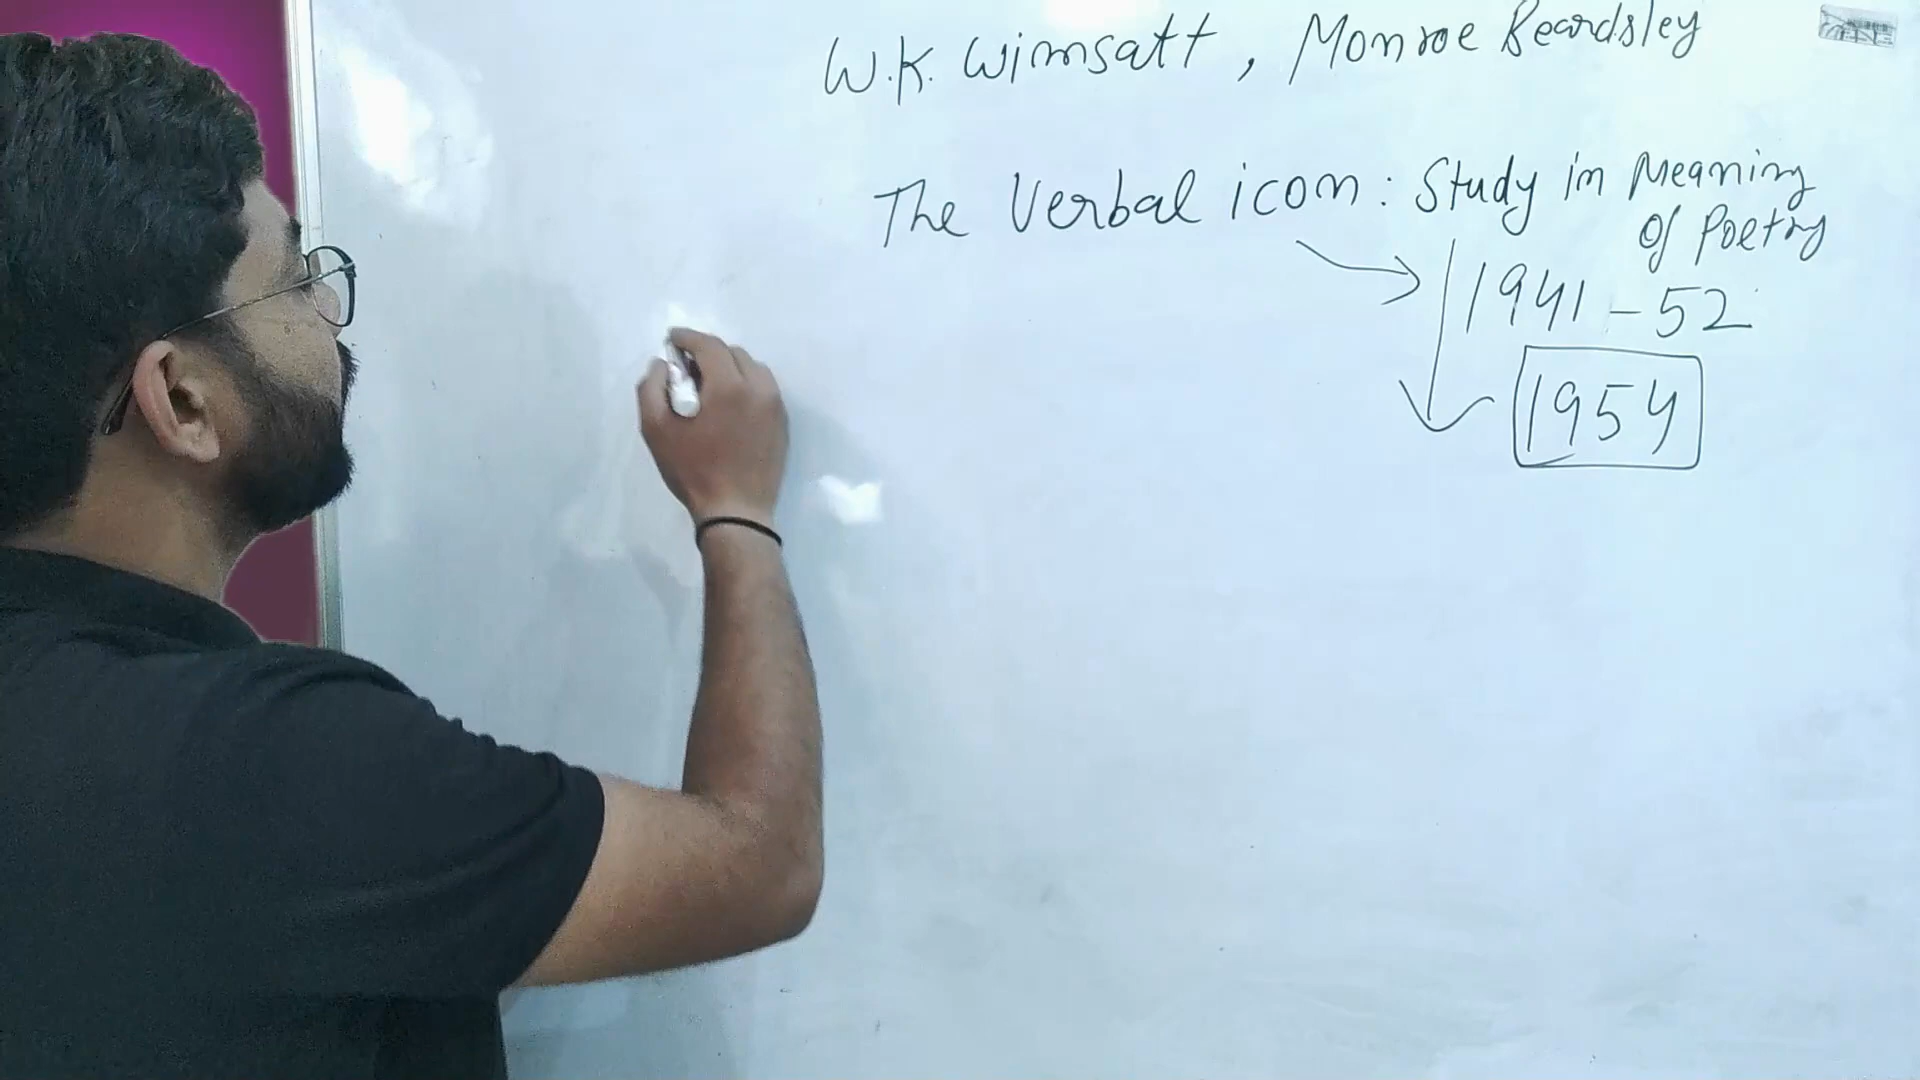 W.K. Wimsatt, Monroe Beardsley
The Verbal icon: Study in Meaning
of Poetry
1941-52
1954